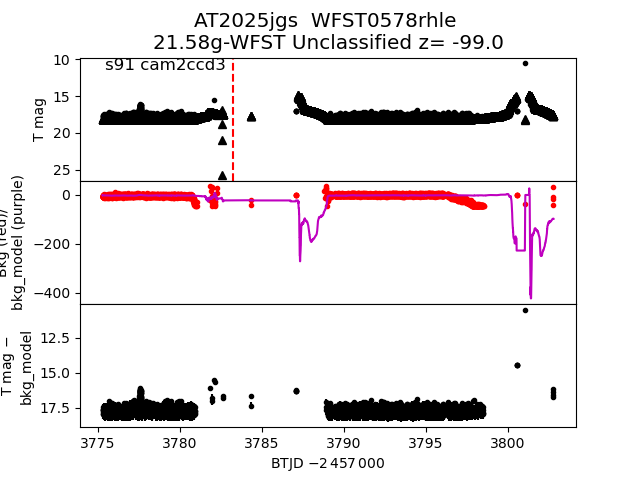 AT2025jgs  WFST0578rhle
21.58g-WFST Unclassified z= -99.0
s91 cam2ccd3
T mag
10
15
20
25
Bkg (red)/
bkg_model (purple)
0
−200
−400
T mag −
bkg_model
12.5
15.0
17.5
3775 3780 3785 3790 3795 3800
BTJD −2 457 000